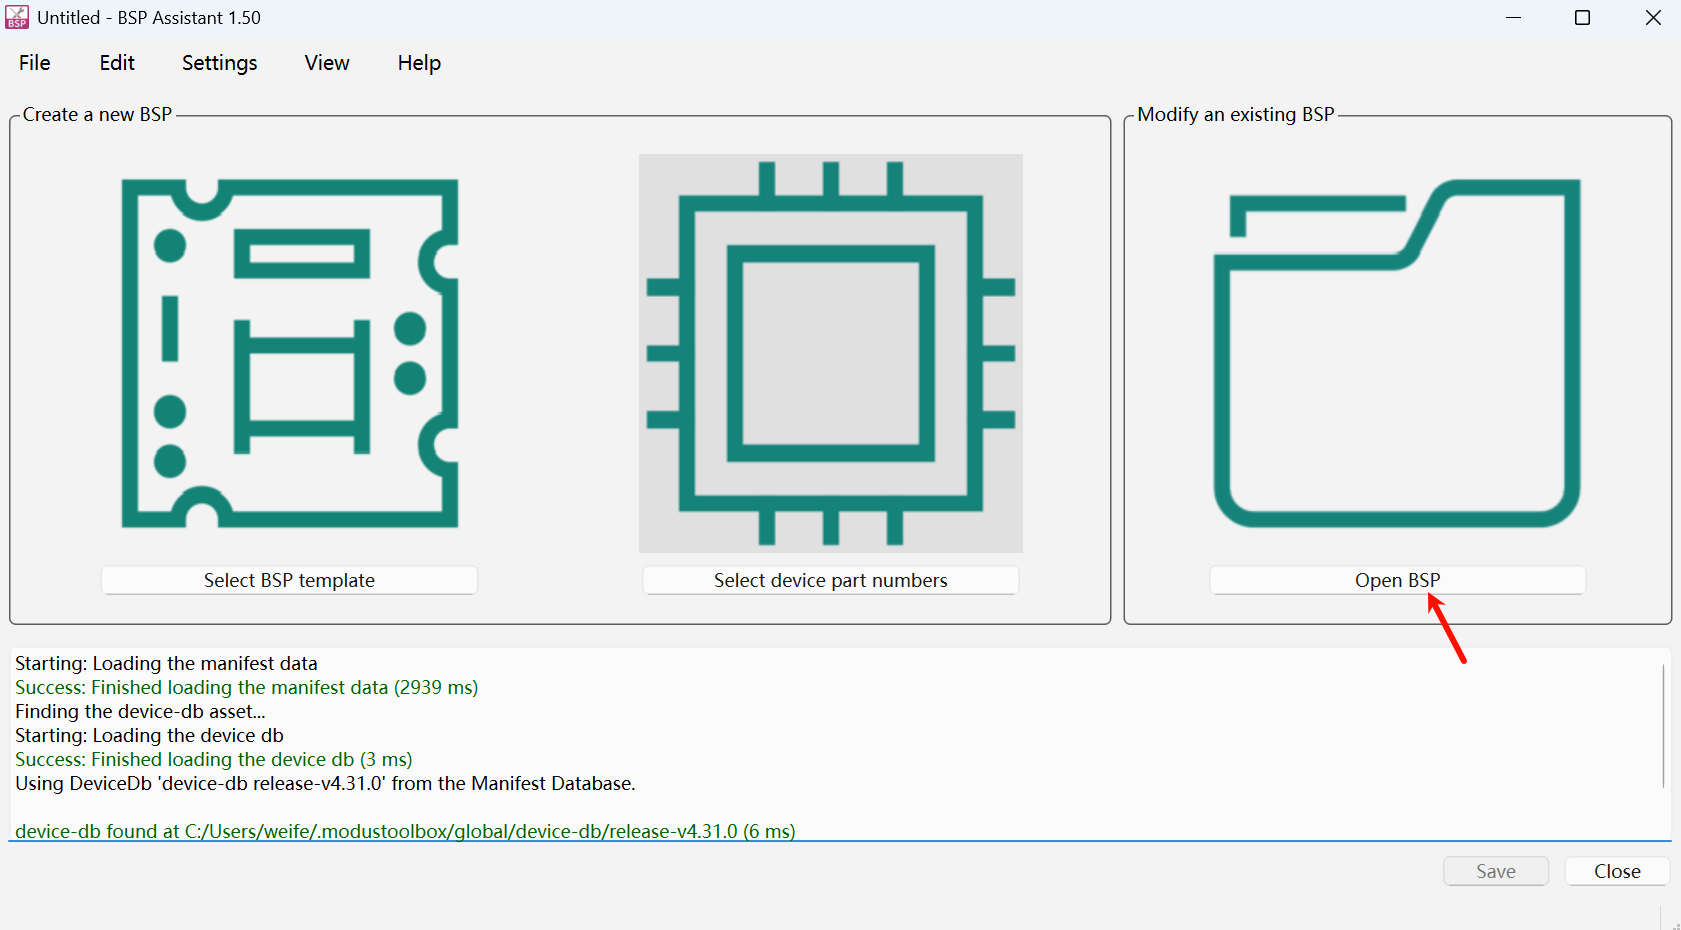 BSP Untitled - BSP Assistant 1.50
File Edit Settings View Help
Create a new BSP
Modify an existing BSP
Select BSP template
Select device part numbers
Open BSP
Starting: Loading the manifest data
Success: Finished loading the manifest data (2939 ms)
Finding the device-db asset...
Starting: Loading the device db
Success: Finished loading the device db (3 ms)
Using DeviceDb 'device-db release-v4.31.0' from the Manifest Database.
device-db found at C:/Users/weife/.modustoolbox/global/device-db/release-v4.31.0 (6 ms)
Save Close